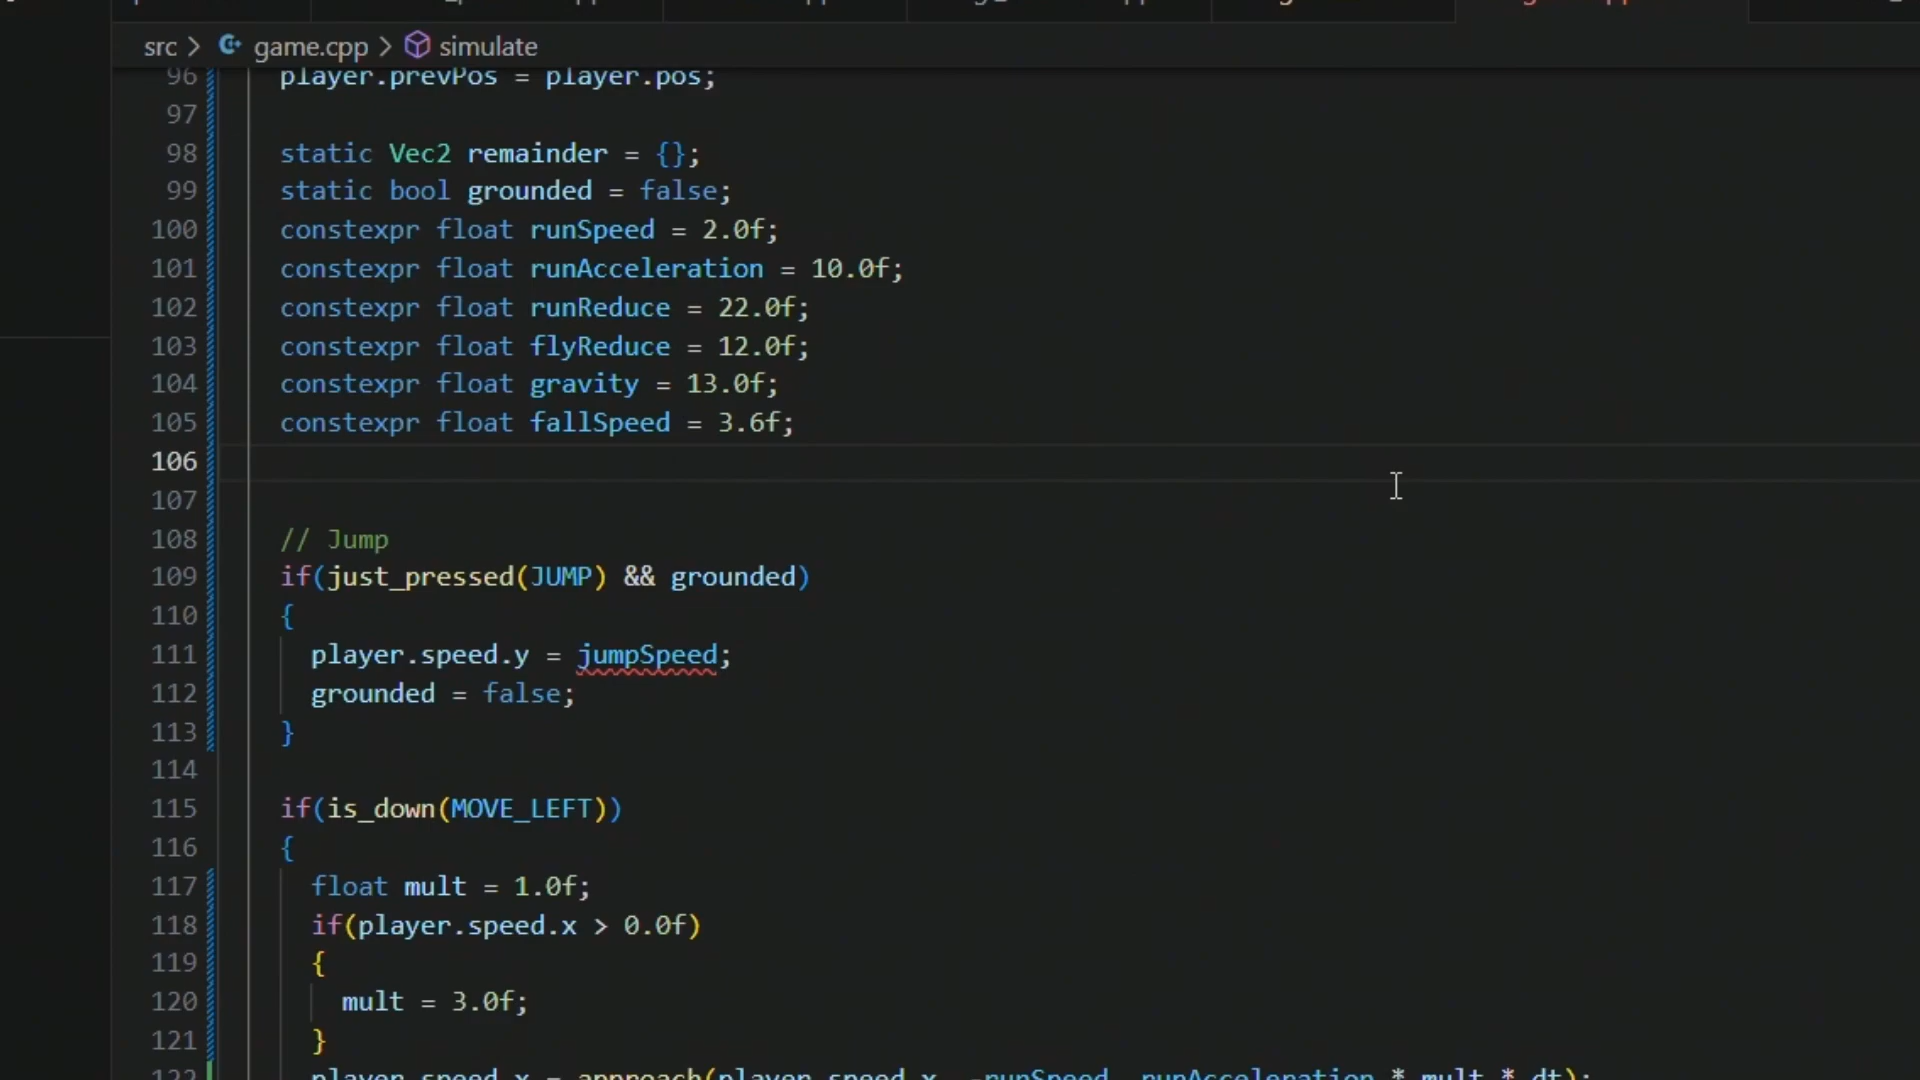 src > game.cpp > simulate
96 player.prevPos = player.pos;
97
98 static Vec2 remainder = {};
99 static bool grounded = false;
100 constexpr float runSpeed = 2.0f;
101 constexpr float runAcceleration = 10.0f;
102 constexpr float runReduce = 22.0f;
103 constexpr float flyReduce = 12.0f;
104 constexpr float gravity = 13.0f;
105 constexpr float fallSpeed = 3.6f;
106
107
108 // Jump
109 if(just_pressed(JUMP) && grounded)
110 {
111 player.speed.y = jumpSpeed;
112 grounded = false;
113 }
114
115 if(is_down(MOVE_LEFT))
116 {
117 float mult = 1.0f;
118 if(player.speed.x > 0.0f)
119 {
120 mult = 3.0f;
121 }
122 player.speed.x = approach(player.speed.x, -runSpeed, runAcceleration * mult * dt);